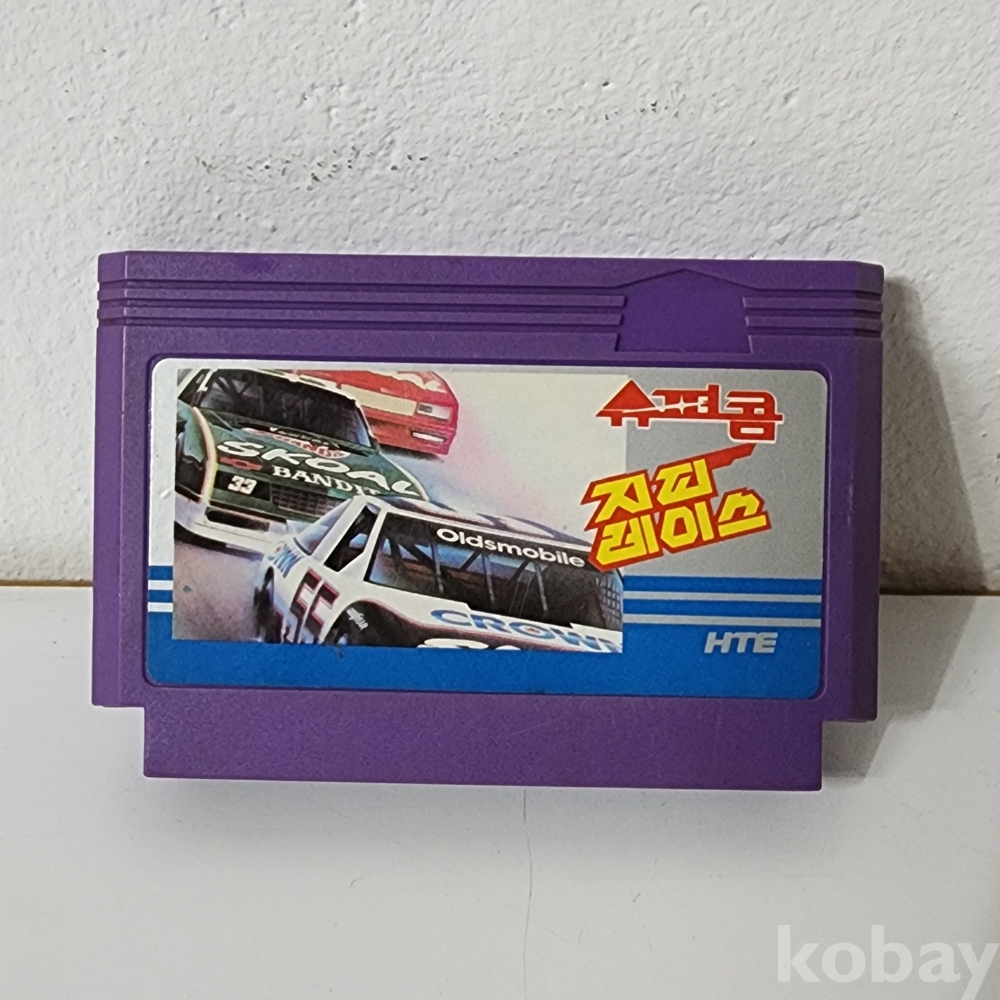 슈퍼콤
지피
레이스
SKOAL
BANDIT
33
Oldsmobile
55
CROWN
HTE
kobay